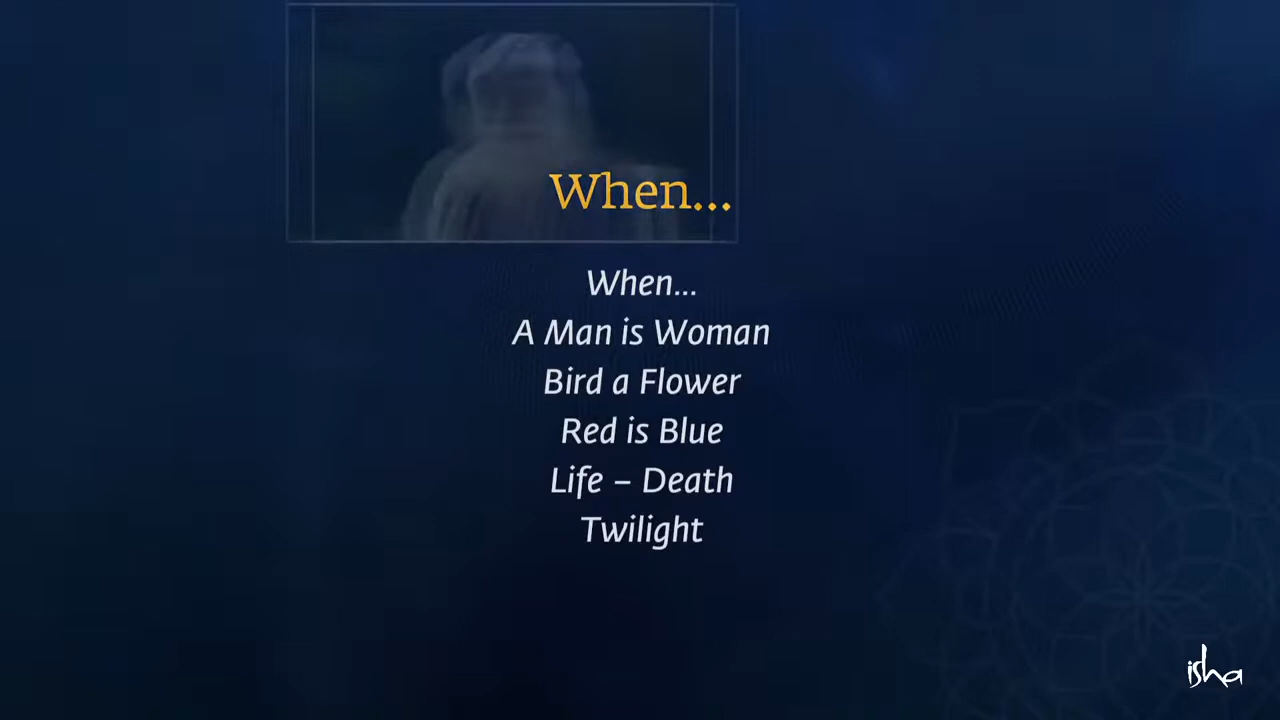 When...
When...
A Man is Woman
Bird a Flower
Red is Blue
Life – Death
Twilight
isha